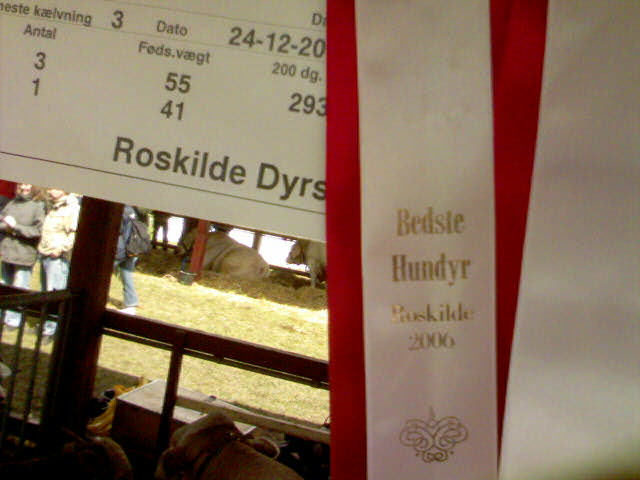 neste kælvning 3 Dato 24-12-20
Antal Føds.vægt 200 dg.
3 55 293
1 41
Roskilde Dyrs
Bedste
Hundyr
Roskilde
2006